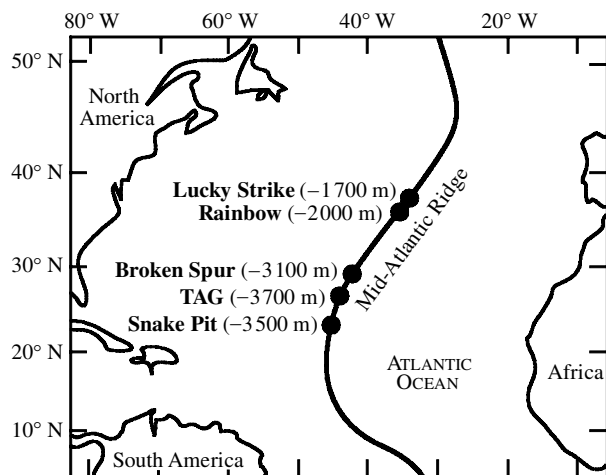 80° W 60° W 40° W 20° W
50° N
North
America
40° N
Lucky Strike (−1700 m)
Rainbow (−2000 m)
Mid-Atlantic Ridge
30° N
Broken Spur (−3100 m)
TAG (−3700 m)
Snake Pit (−3500 m)
20° N
ATLANTIC
OCEAN
Africa
10° N
South America